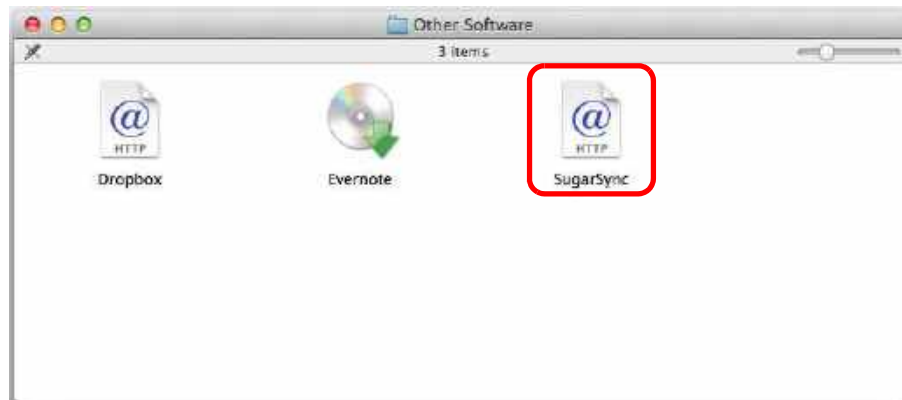 Other Software
3 items
@
HTTP
Dropbox
Evernote
@
HTTP
SugarSync